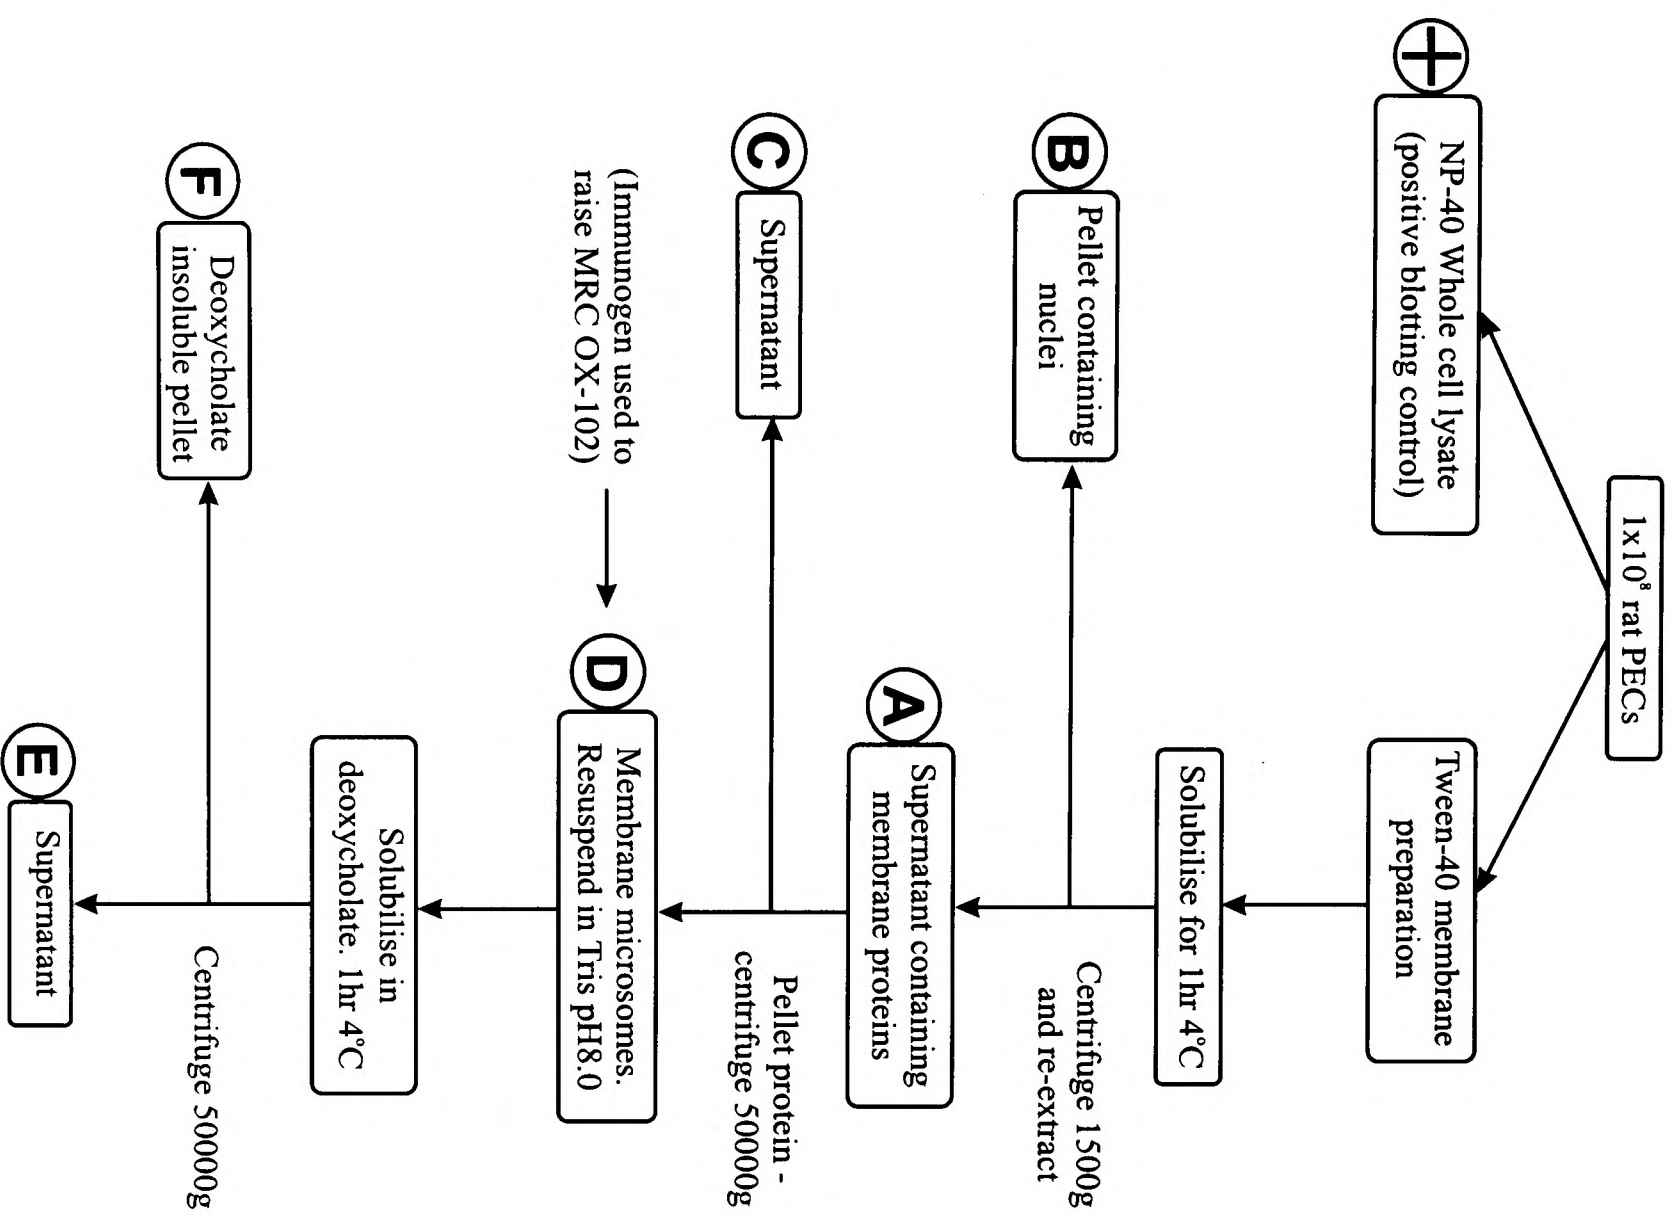 1x10⁸ rat PECs
+
NP-40 Whole cell lysate
(positive blotting control)
Tween-40 membrane
preparation
Solubilise for 1hr 4°C
Centrifuge 1500g
and re-extract
B
Pellet containing
nuclei
A
Supernatant containing
membrane proteins
Pellet protein -
centrifuge 50000g
C
Supernatant
(Immunogen used to
raise MRC OX-102)
D
Membrane microsomes.
Resuspend in Tris pH8.0
Solubilise in
deoxycholate. 1hr 4°C
Centrifuge 50000g
F
Deoxycholate
insoluble pellet
E
Supernatant